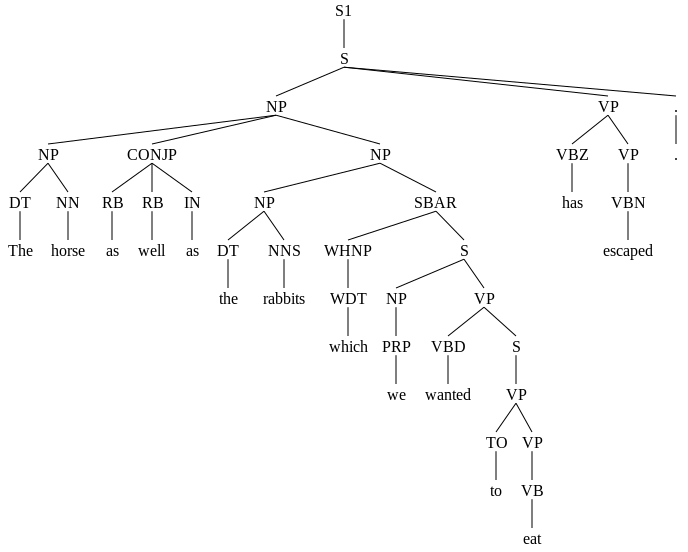 S1
S
NP VP .
NP CONJP NP VBZ VP .
DT NN RB RB IN NP SBAR has VBN
The horse as well as DT NNS WHNP S escaped
the rabbits WDT NP VP
which PRP VBD S
we wanted VP
TO VP
to VB
eat